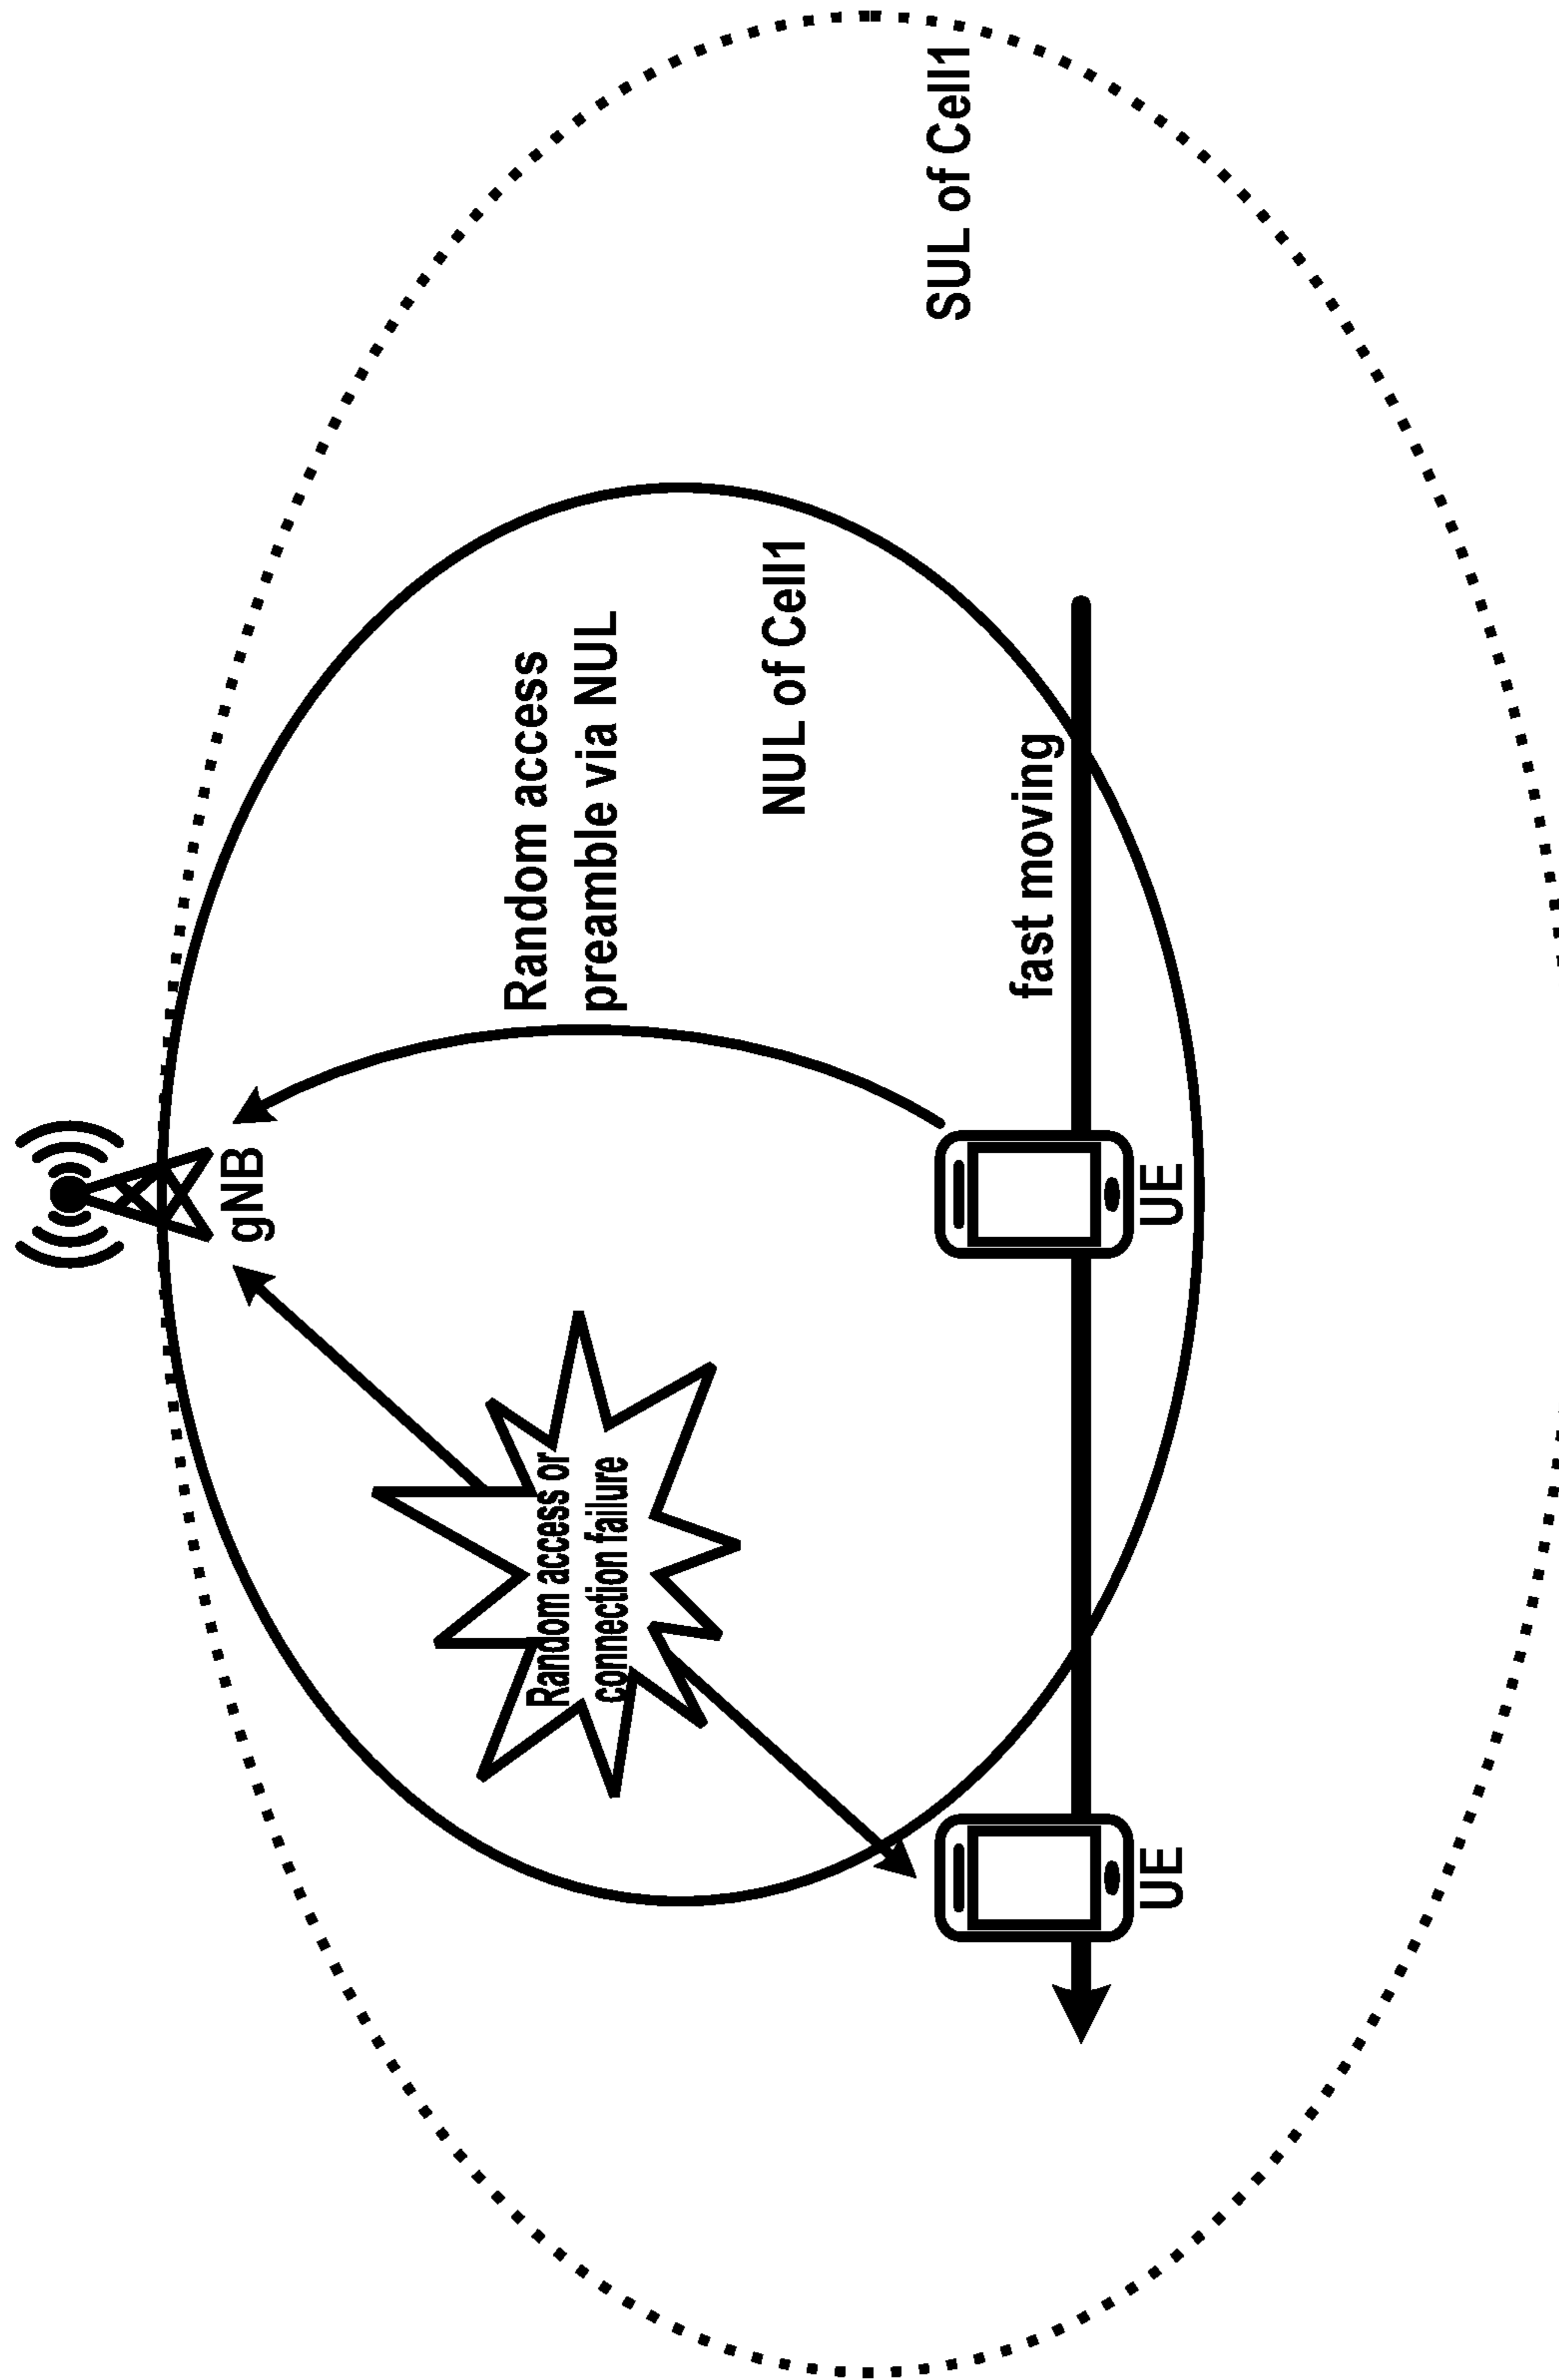 gNB
Random access or
connection failure
Random access
preamble via NUL
NUL of Cell1
SUL of Cell1
fast moving
UE
UE